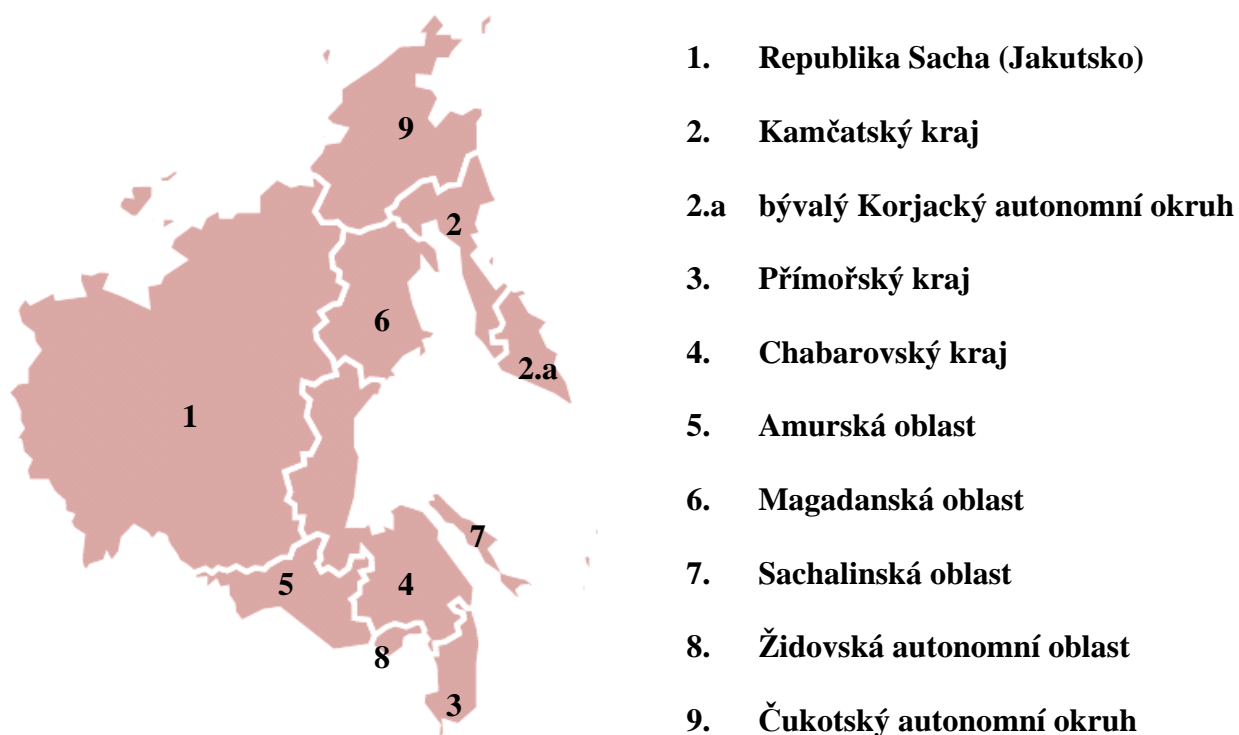 9
2
6
2.a
1
7
5
4
8
3
1. Republika Sacha (Jakutsko)
2. Kamčatský kraj
2.a bývalý Korjacký autonomní okruh
3. Přímořský kraj
4. Chabarovský kraj
5. Amurská oblast
6. Magadanská oblast
7. Sachalinská oblast
8. Židovská autonomní oblast
9. Čukotský autonomní okruh